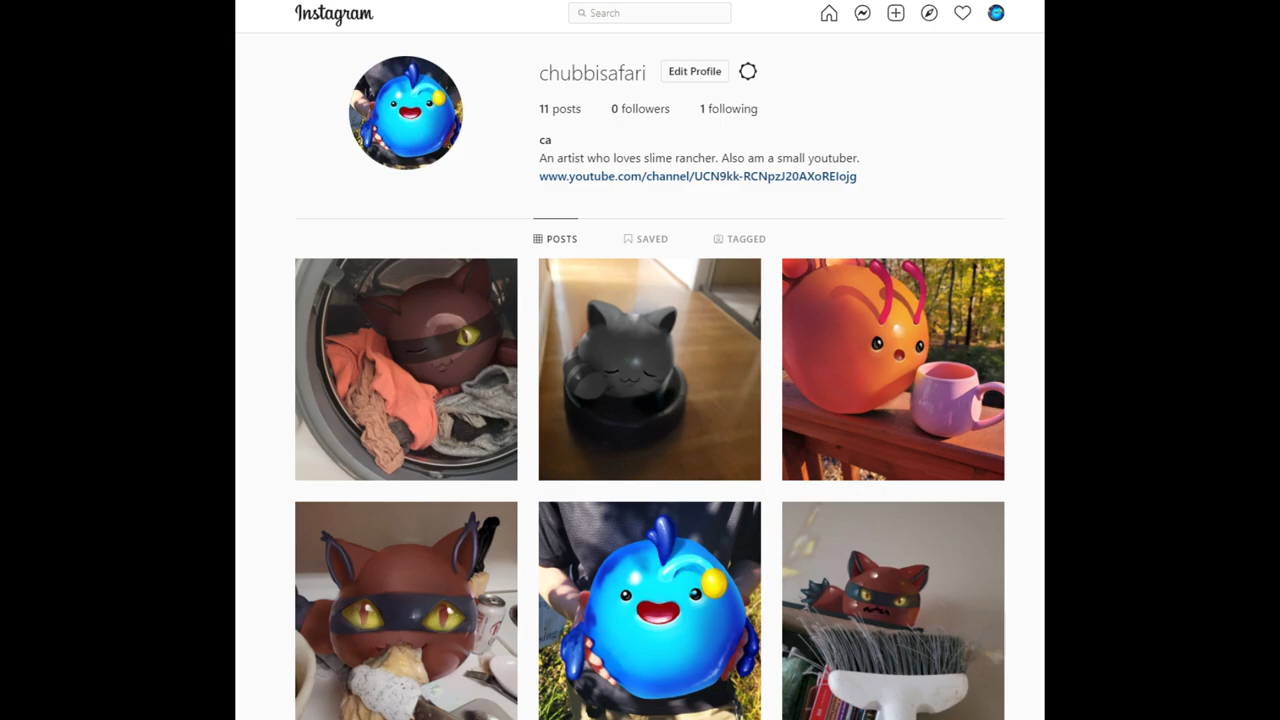 Instagram
Search
chubbisafari
Edit Profile
11 posts 0 followers 1 following
ca
An artist who loves slime rancher. Also am a small youtuber.
www.youtube.com/channel/UCN9kk-RCNpzJ20AXoREIojg
POSTS SAVED TAGGED